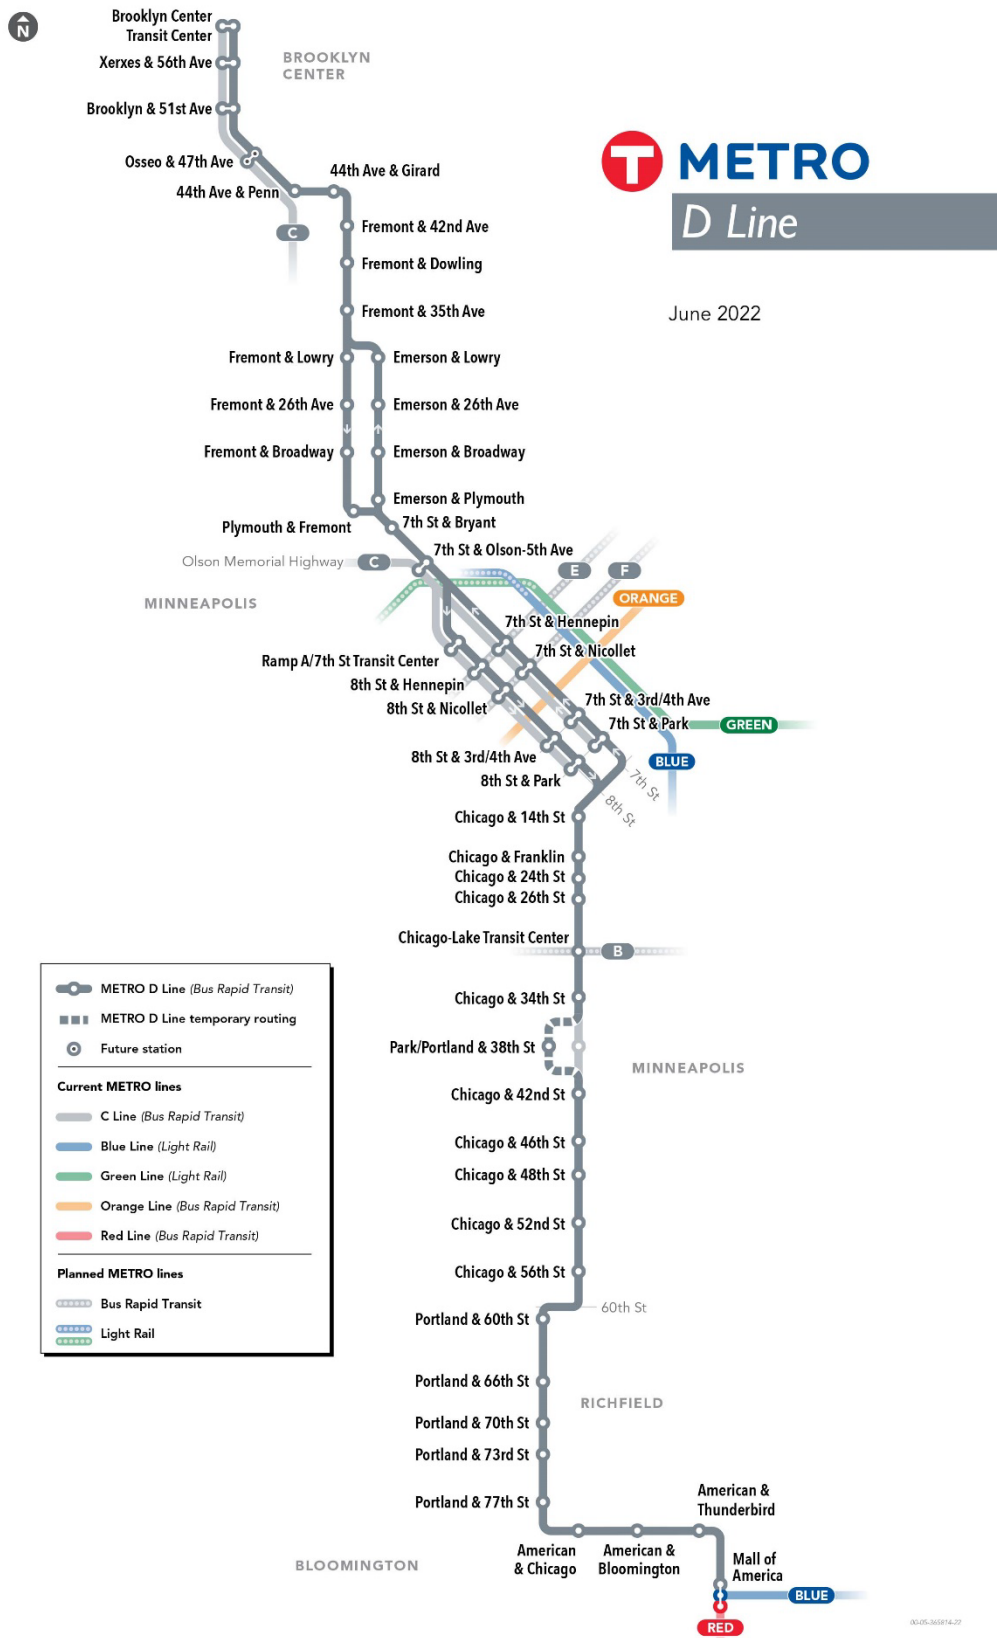 N
Brooklyn Center
Transit Center
Xerxes & 56th Ave
BROOKLYN
CENTER
Brooklyn & 51st Ave
Osseo & 47th Ave
44th Ave & Girard
44th Ave & Penn
C
T METRO
D Line
June 2022
Fremont & 42nd Ave
Fremont & Dowling
Fremont & 35th Ave
Fremont & Lowry
Emerson & Lowry
Fremont & 26th Ave
Emerson & 26th Ave
Fremont & Broadway
Emerson & Broadway
Emerson & Plymouth
Plymouth & Fremont
7th St & Bryant
7th St & Olson-5th Ave
Olson Memorial Highway
C
E
F
MINNEAPOLIS
ORANGE
7th St & Hennepin
7th St & Nicollet
Ramp A/7th St Transit Center
8th St & Hennepin
8th St & Nicollet
7th St & 3rd/4th Ave
7th St & Park
GREEN
8th St & 3rd/4th Ave
BLUE
8th St & Park
7th St
8th St
Chicago & 14th St
Chicago & Franklin
Chicago & 24th St
Chicago & 26th St
Chicago-Lake Transit Center
B
Chicago & 34th St
Park/Portland & 38th St
MINNEAPOLIS
Chicago & 42nd St
Chicago & 46th St
Chicago & 48th St
Chicago & 52nd St
Chicago & 56th St
60th St
Portland & 60th St
Portland & 66th St
RICHFIELD
Portland & 70th St
Portland & 73rd St
Portland & 77th St
American &
Thunderbird
American
& Chicago
American &
Bloomington
Mall of
America
BLOOMINGTON
BLUE
RED
METRO D Line (Bus Rapid Transit)
METRO D Line temporary routing
Future station
Current METRO lines
C Line (Bus Rapid Transit)
Blue Line (Light Rail)
Green Line (Light Rail)
Orange Line (Bus Rapid Transit)
Red Line (Bus Rapid Transit)
Planned METRO lines
Bus Rapid Transit
Light Rail
00-05-365814-22